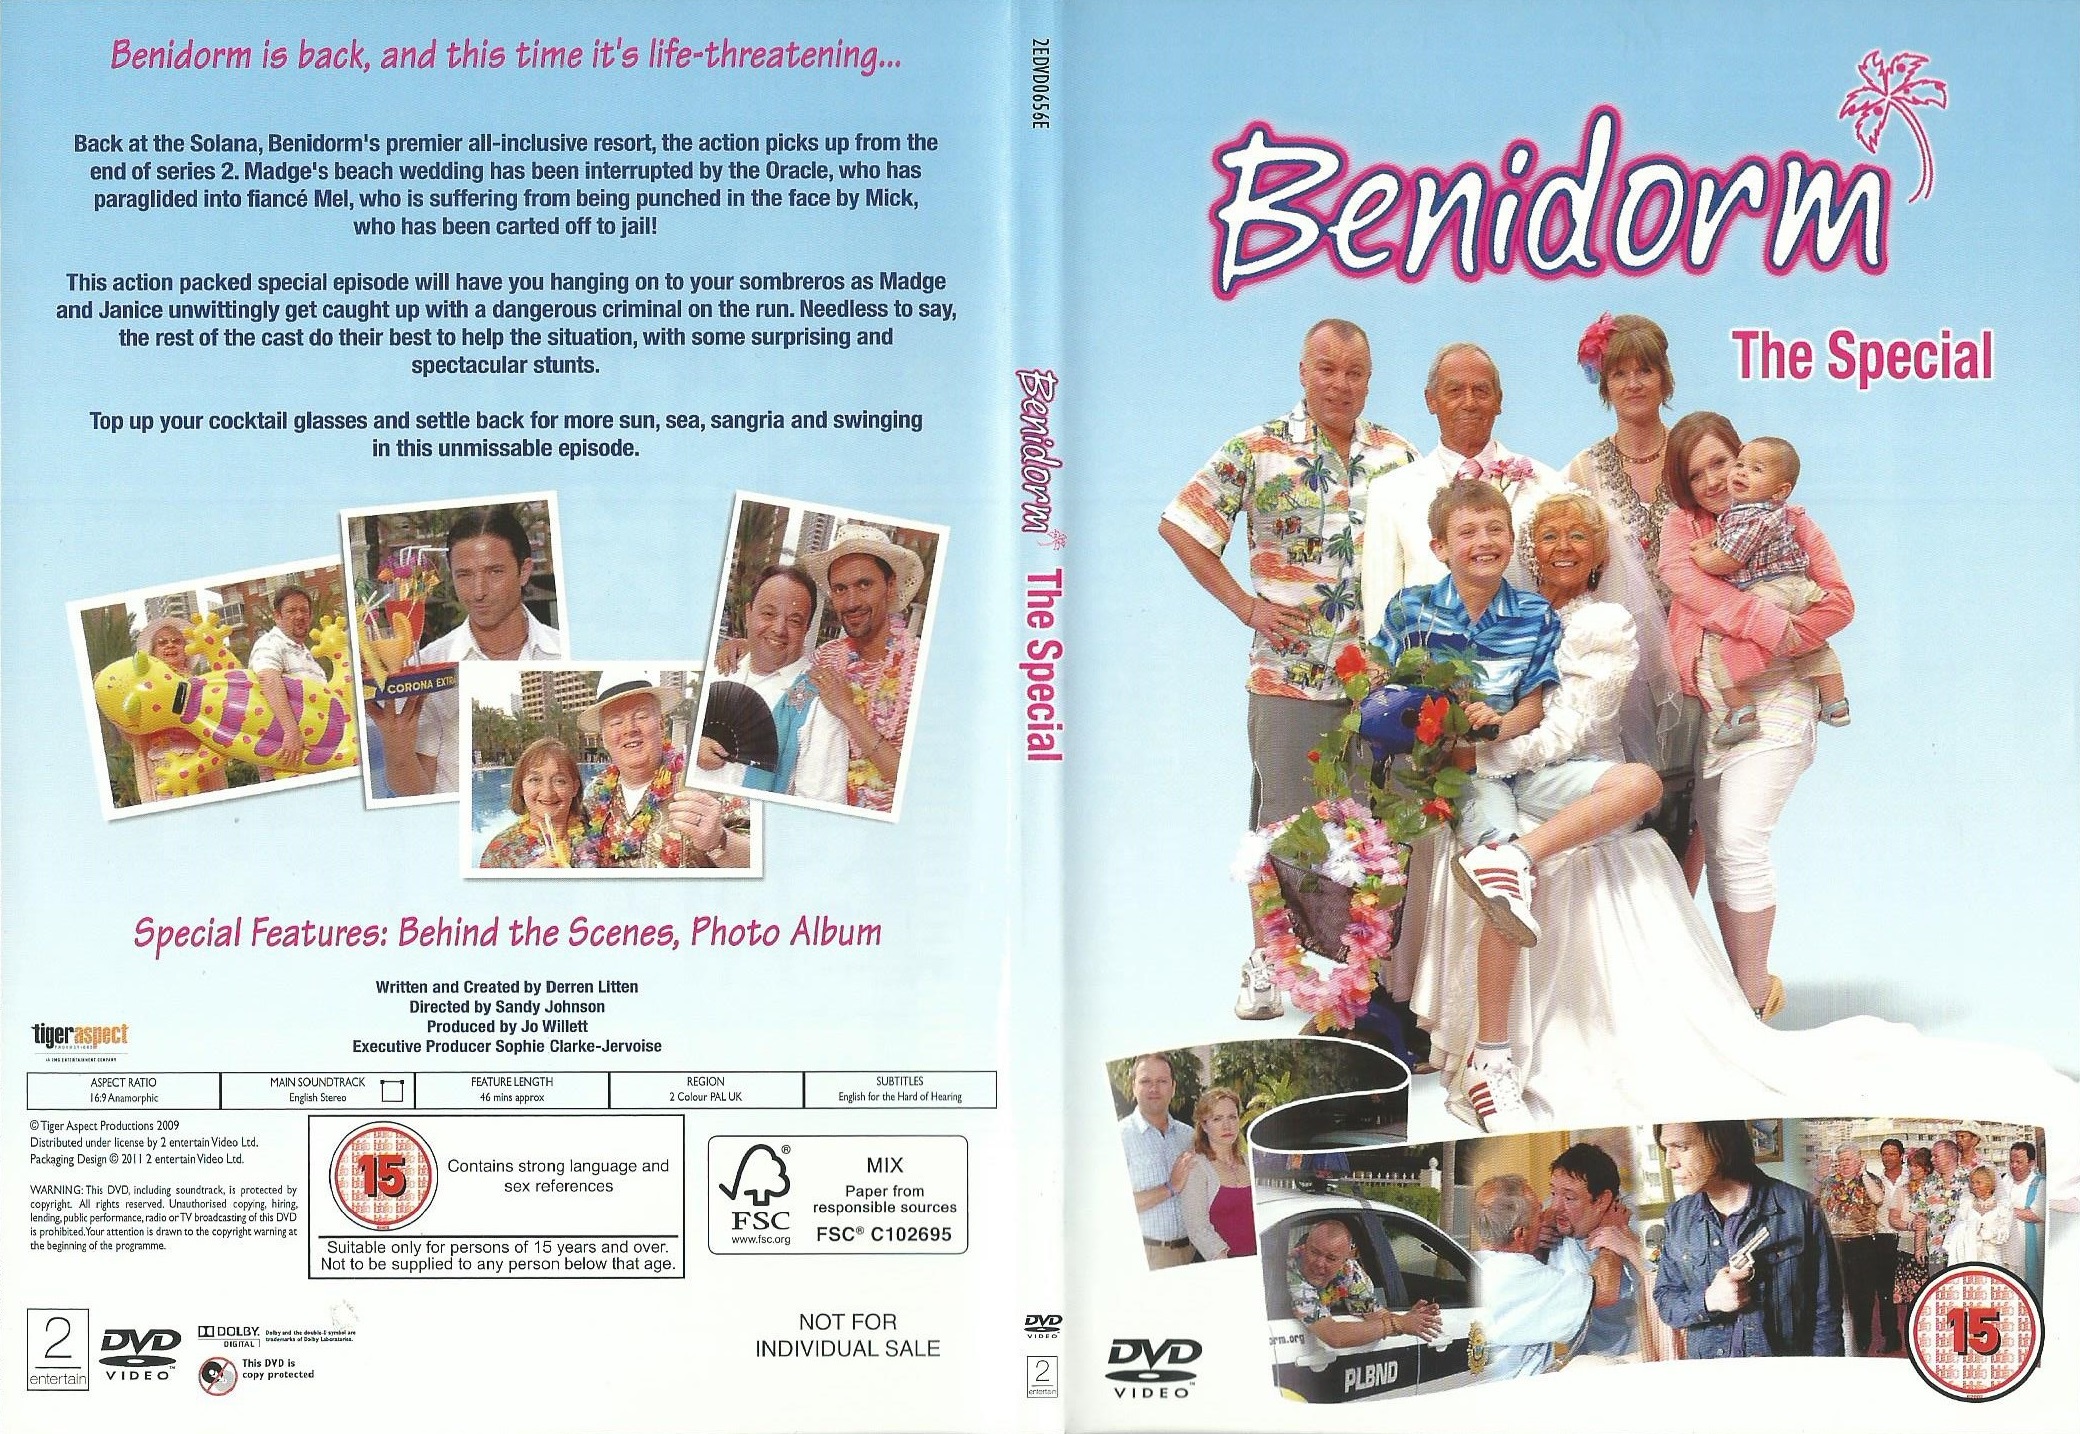 Benidorm is back, and this time it's life-threatening...
Back at the Solana, Benidorm's premier all-inclusive resort, the action picks up from the
end of series 2. Madge's beach wedding has been interrupted by the Oracle, who has
paraglided into fiancé Mel, who is suffering from being punched in the face by Mick,
who has been carted off to jail!
This action packed special episode will have you hanging on to your sombreros as Madge
and Janice unwittingly get caught up with a dangerous criminal on the run. Needless to say,
the rest of the cast do their best to help the situation, with some surprising and
spectacular stunts.
Top up your cocktail glasses and settle back for more sun, sea, sangria and swinging
in this unmissable episode.
CORONA EXTRA
Special Features: Behind the Scenes, Photo Album
Written and Created by Derren Litten
Directed by Sandy Johnson
Produced by Jo Willett
Executive Producer Sophie Clarke-Jervoise
tigeraspect
PRODUCTIONS
AN IMG ENTERTAINMENT COMPANY
ASPECT RATIO
16:9 Anamorphic
MAIN SOUNDTRACK
English Stereo
FEATURE LENGTH
46 mins approx
REGION
2 Colour PAL UK
SUBTITLES
English for the Hard of Hearing
© Tiger Aspect Productions 2009
Distributed under license by 2 entertain Video Ltd.
Packaging Design © 2011 2 entertain Video Ltd.
WARNING: This DVD, including soundtrack, is protected by
copyright. All rights reserved. Unauthorised copying, hiring,
lending, public performance, radio or TV broadcasting of this DVD
is prohibited. Your attention is drawn to the copyright warning at
the beginning of the programme.
15
Contains strong language and
sex references
Suitable only for persons of 15 years and over.
Not to be supplied to any person below that age.
FSC
www.fsc.org
MIX
Paper from
responsible sources
FSC® C102695
2
entertain
DVD
VIDEO
DOLBY
DIGITAL
Dolby and the double-D symbol are
trademarks of Dolby Laboratories.
This DVD is
copy protected
NOT FOR
INDIVIDUAL SALE
2EDVD0656E
Benidorm The Special
DVD
VIDEO
2
entertain
Benidorm
The Special
PLBND
DVD
VIDEO
15